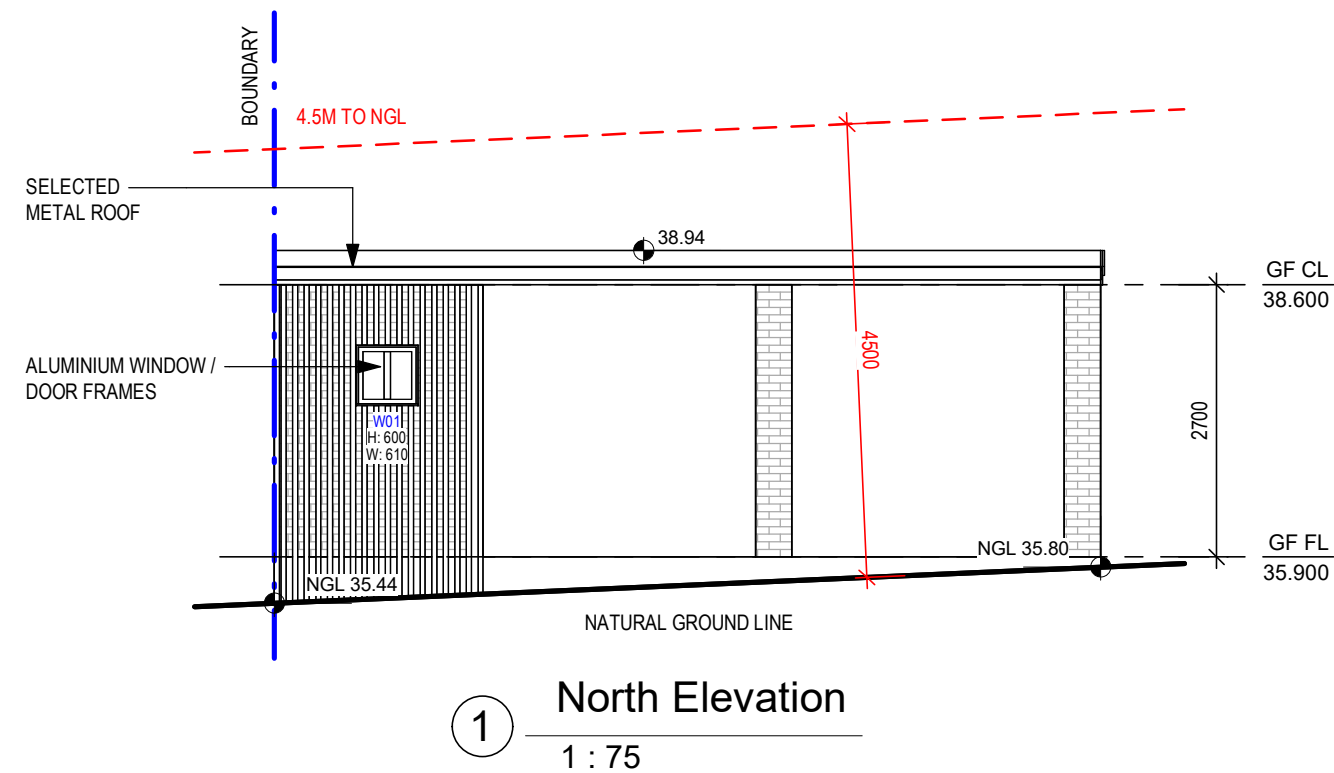 BOUNDARY
4.5M TO NGL
SELECTED
METAL ROOF
38.94
GF CL
38.600
ALUMINIUM WINDOW /
DOOR FRAMES
4500
2700
W01
H: 600
W: 610
NGL 35.80
GF FL
35.900
NGL 35.44
NATURAL GROUND LINE
1
North Elevation
1 : 75